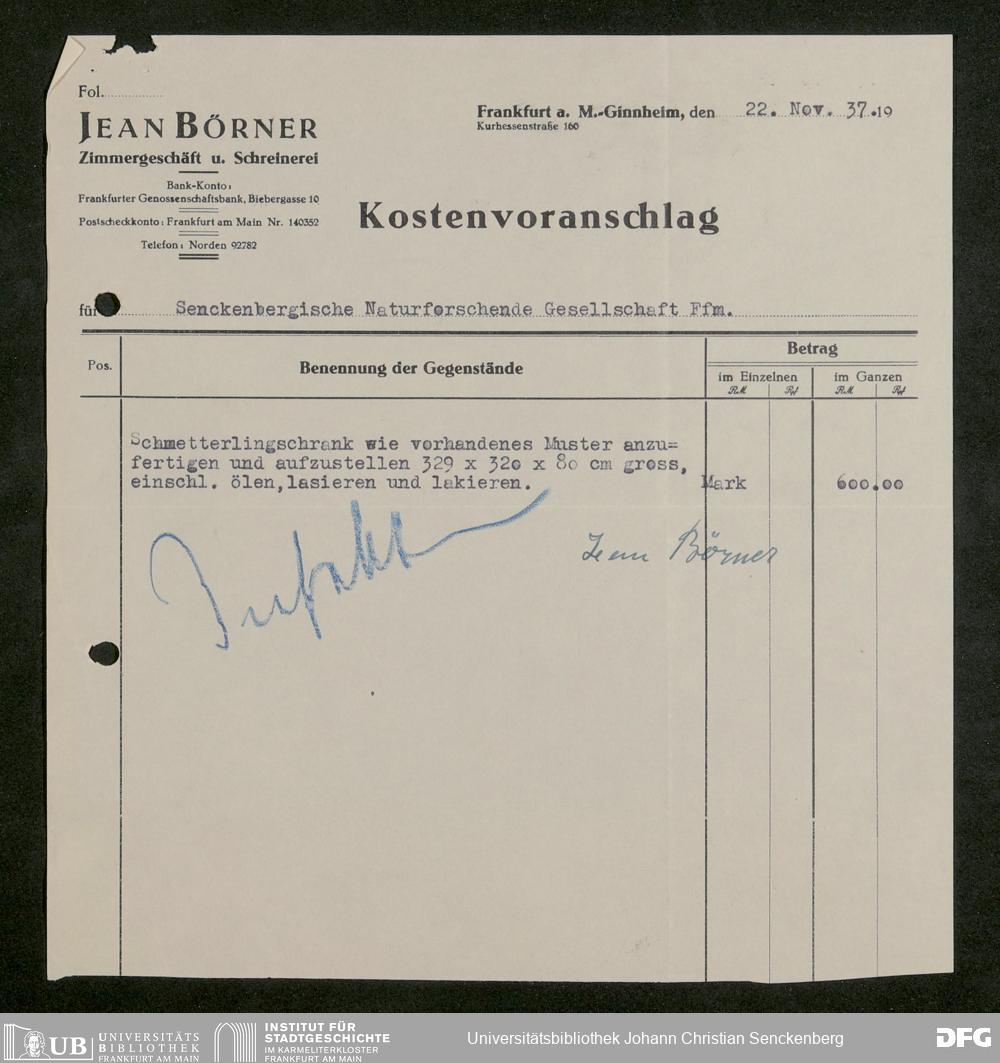 Fol.
JEAN BÖRNER
Zimmergeschäft u. Schreinerei
Bank-Konto:
Frankfurter Genossenschaftsbank, Biebergasse 10
Postscheckkonto: Frankfurt am Main Nr. 140352
Telefon: Norden 92782
Frankfurt a. M.-Ginnheim, den 22. Nov. 37.19
Kurhessenstraße 160
Kostenvoranschlag
für Senckenbergische Naturforschende Gesellschaft Ffm.
Pos.
Benennung der Gegenstände
Betrag
im Einzelnen
im Ganzen
RM Rpf RM Rpf
Schmetterlingschrank wie vorhandenes Muster anzu=
fertigen und aufzustellen 329 x 320 x 80 cm gross,
einschl. ölen,lasieren und lakieren. Mark 600.00
Jean Börner
UB UNIVERSITÄTS
BIBLIOTHEK
FRANKFURT AM MAIN
INSTITUT FÜR
STADTGESCHICHTE
IM KARMELITERKLOSTER
FRANKFURT AM MAIN
Universitätsbibliothek Johann Christian Senckenberg
DFG